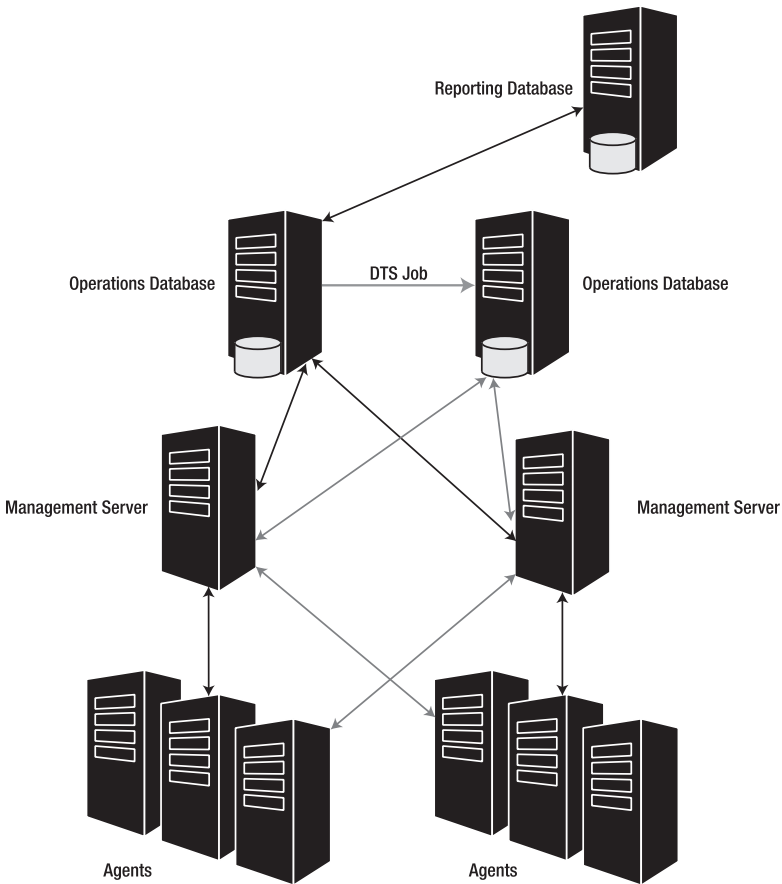 Reporting Database
Operations Database
DTS Job
Operations Database
Management Server
Management Server
Agents
Agents